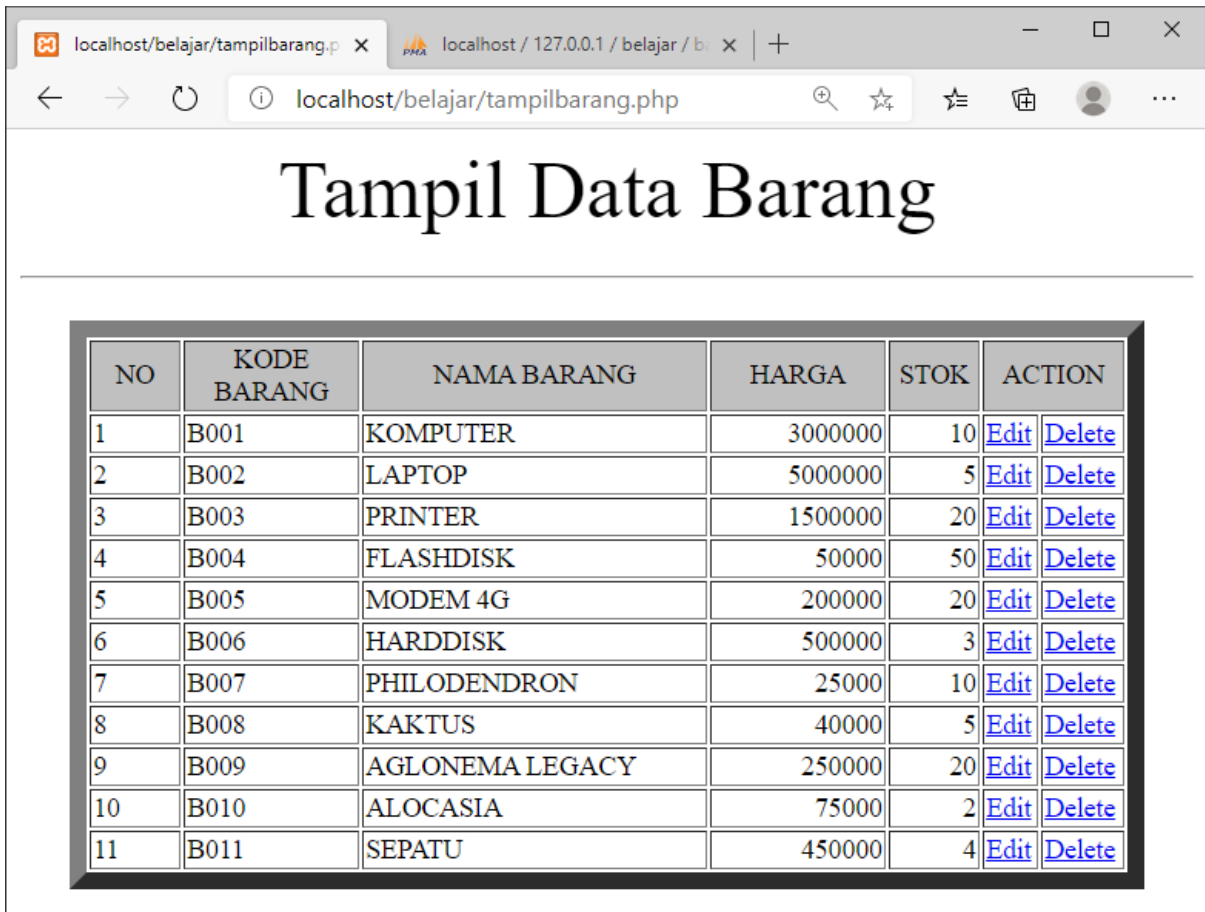 localhost/belajar/tampilbarang.p
localhost / 127.0.0.1 / belajar / b
localhost/belajar/tampilbarang.php
Tampil Data Barang
NO KODE BARANG NAMA BARANG HARGA STOK ACTION
1 B001 KOMPUTER 3000000 10 Edit Delete
2 B002 LAPTOP 5000000 5 Edit Delete
3 B003 PRINTER 1500000 20 Edit Delete
4 B004 FLASHDISK 50000 50 Edit Delete
5 B005 MODEM 4G 200000 20 Edit Delete
6 B006 HARDDISK 500000 3 Edit Delete
7 B007 PHILODENDRON 25000 10 Edit Delete
8 B008 KAKTUS 40000 5 Edit Delete
9 B009 AGLONEMA LEGACY 250000 20 Edit Delete
10 B010 ALOCASIA 75000 2 Edit Delete
11 B011 SEPATU 450000 4 Edit Delete